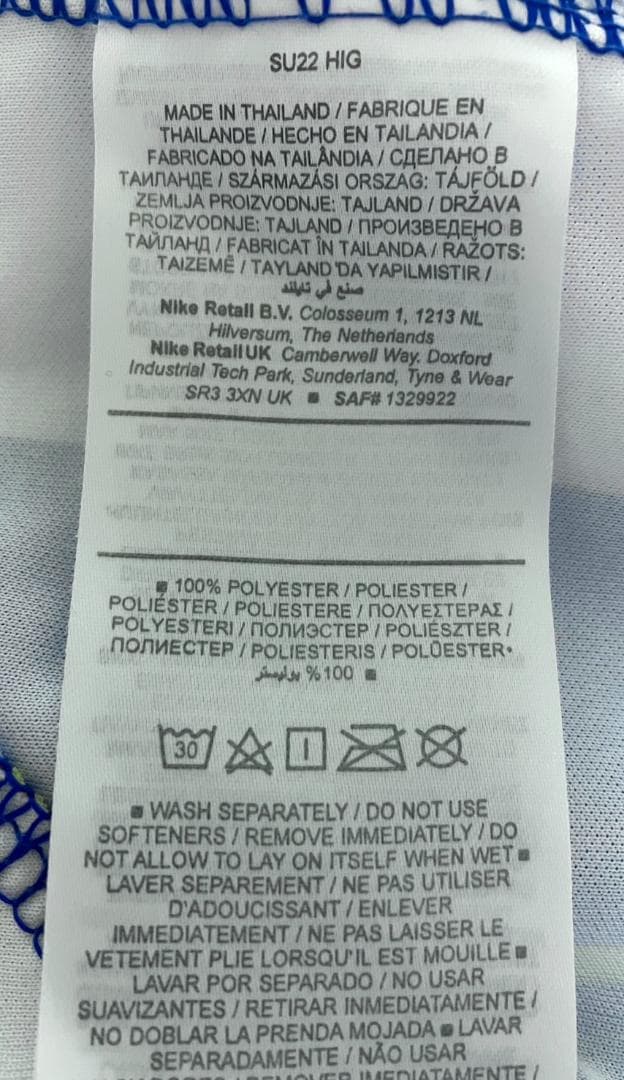 SU22 HIG
MADE IN THAILAND / FABRIQUE EN
THAILANDE / HECHO EN TAILANDIA /
FABRICADO NA TAILÂNDIA / СДЕЛАНО В
ТАИЛАНДЕ / SZÁRMAZÁSI ORSZAG: TÁJFÖLD /
ZEMLJA PROIZVODNJE: TAJLAND / DRŽAVA
PROIZVODNJE: TAJLAND / ПРОИЗВЕДЕНО В
ТАЙЛАНД / FABRICAT ÎN TAILANDA / RAŽOTS:
TAIZEMĒ / TAYLAND'DA YAPILMISTIR /
صنع في تايلند
Nike Retail B.V. Colosseum 1, 1213 NL
Hilversum, The Netherlands
Nike Retail UK Camberwell Way. Doxford
Industrial Tech Park, Sunderland, Tyne & Wear
SR3 3XN UK ■ SAF# 1329922
■ 100% POLYESTER / POLIESTER /
POLIÉSTER / POLIESTERE / ΠΟΛΥΕΣΤΕΡΑΣ /
POLYESTERI / ПОЛИЭСТЕР / POLIÉSZTER /
ПОЛИЕСТЕР / POLIESTERIS / POLÜESTER•
100% بوليستر ■
30
■ WASH SEPARATELY / DO NOT USE
SOFTENERS / REMOVE IMMEDIATELY / DO
NOT ALLOW TO LAY ON ITSELF WHEN WET ■
LAVER SEPAREMENT / NE PAS UTILISER
D'ADOUCISSANT / ENLEVER
IMMEDIATEMENT / NE PAS LAISSER LE
VETEMENT PLIE LORSQU'IL EST MOUILLE ■
LAVAR POR SEPARADO / NO USAR
SUAVIZANTES / RETIRAR INMEDIATAMENTE /
NO DOBLAR LA PRENDA MOJADA ■ LAVAR
SEPARADAMENTE / NÃO USAR
REMOVER IMEDIATAMENTE /